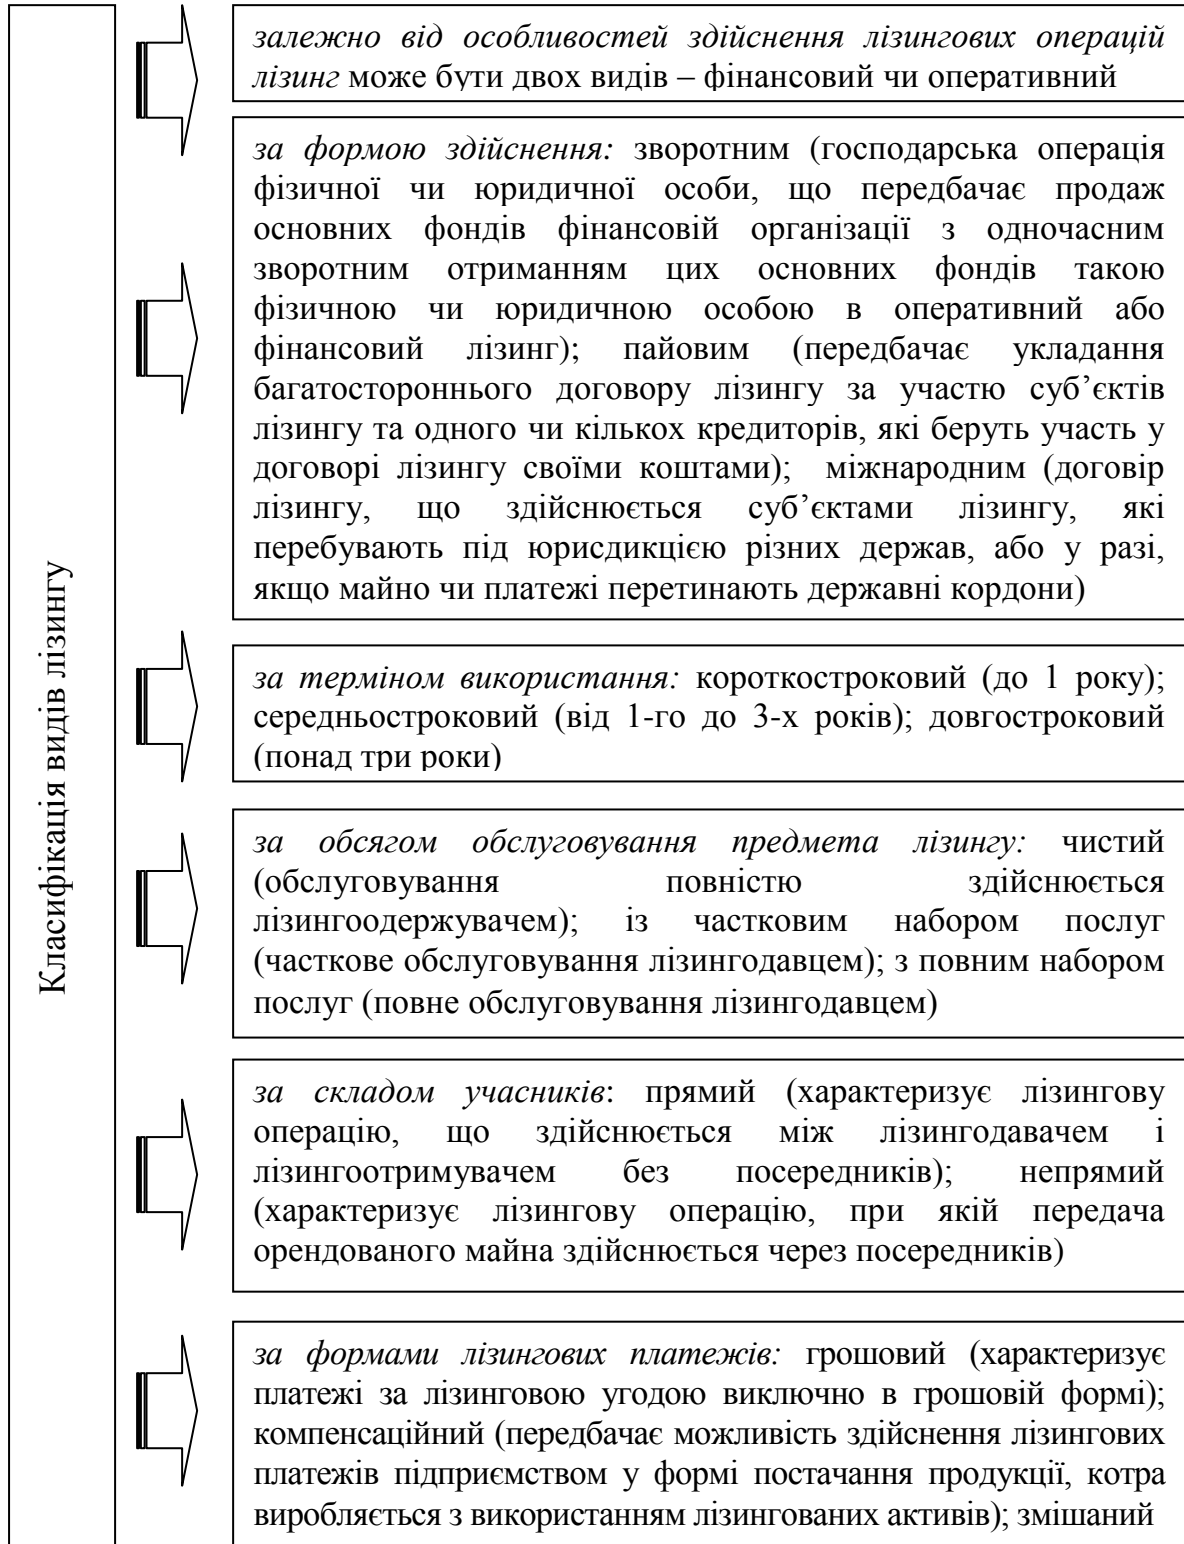 Класифікація видів лізингу
залежно від особливостей здійснення лізингових операцій
лізинг може бути двох видів – фінансовий чи оперативний
за формою здійснення: зворотним (господарська операція
фізичної чи юридичної особи, що передбачає продаж
основних фондів фінансовій організації з одночасним
зворотним отриманням цих основних фондів такою
фізичною чи юридичною особою в оперативний або
фінансовий лізинг); пайовим (передбачає укладання
багатостороннього договору лізингу за участю суб’єктів
лізингу та одного чи кількох кредиторів, які беруть участь у
договорі лізингу своїми коштами); міжнародним (договір
лізингу, що здійснюється суб’єктами лізингу, які
перебувають під юрисдикцією різних держав, або у разі,
якщо майно чи платежі перетинають державні кордони)
за терміном використання: короткостроковий (до 1 року);
середньостроковий (від 1-го до 3-х років); довгостроковий
(понад три роки)
за обсягом обслуговування предмета лізингу: чистий
(обслуговування повністю здійснюється
лізингоодержувачем); із частковим набором послуг
(часткове обслуговування лізингодавцем); з повним набором
послуг (повне обслуговування лізингодавцем)
за складом учасників: прямий (характеризує лізингову
операцію, що здійснюється між лізингодавачем і
лізингоотримувачем без посередників); непрямий
(характеризує лізингову операцію, при якій передача
орендованого майна здійснюється через посередників)
за формами лізингових платежів: грошовий (характеризує
платежі за лізинговою угодою виключно в грошовій формі);
компенсаційний (передбачає можливість здійснення лізингових
платежів підприємством у формі постачання продукції, котра
виробляється з використанням лізингованих активів); змішаний